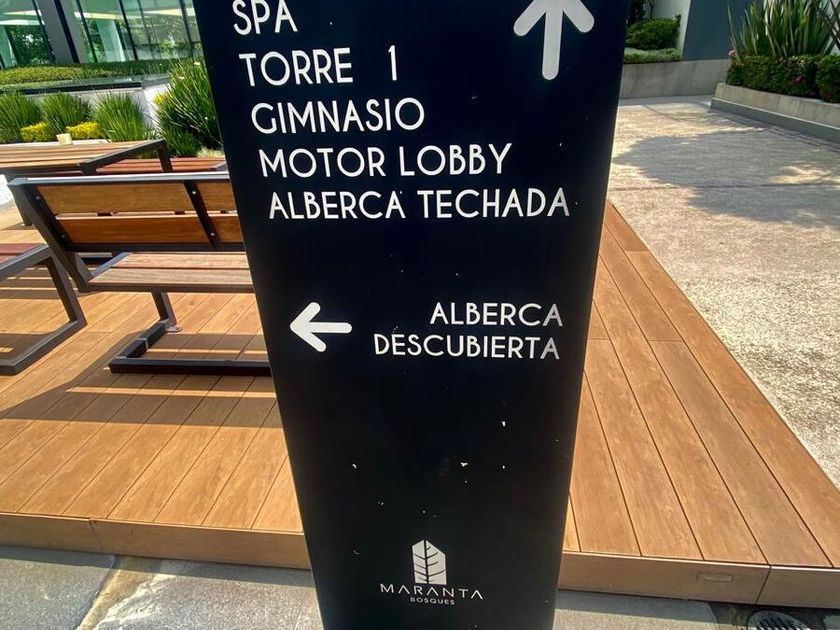 SPA
TORRE 1
GIMNASIO
MOTOR LOBBY
ALBERCA TECHADA
ALBERCA
DESCUBIERTA
MARANTA
BOSQUES